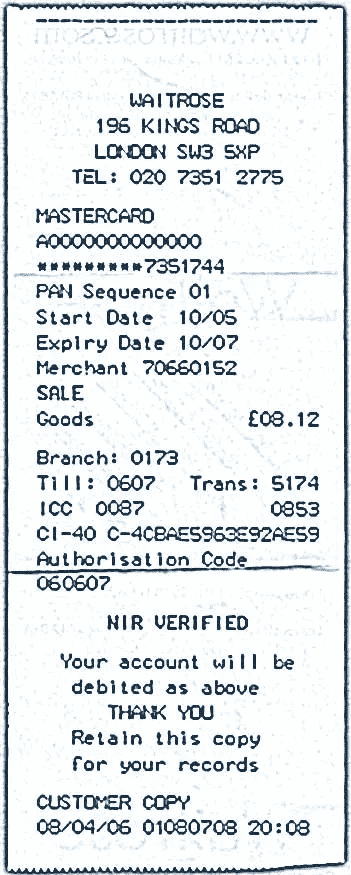 WAITROSE
196 KINGS ROAD
LONDON SW3 5XP
TEL: 020 7351 2775
MASTERCARD
A0000000000000
*********7351744
PAN Sequence 01
Start Date 10/05
Expiry Date 10/07
Merchant 70660152
SALE
Goods £08.12
Branch: 0173
Till: 0607 Trans: 5174
ICC 0087 0853
CI-40 C-4CBAE5963E92AE59
Authorisation Code
060607
NIR VERIFIED
Your account will be
debited as above
THANK YOU
Retain this copy
for your records
CUSTOMER COPY
08/04/06 01080708 20:08